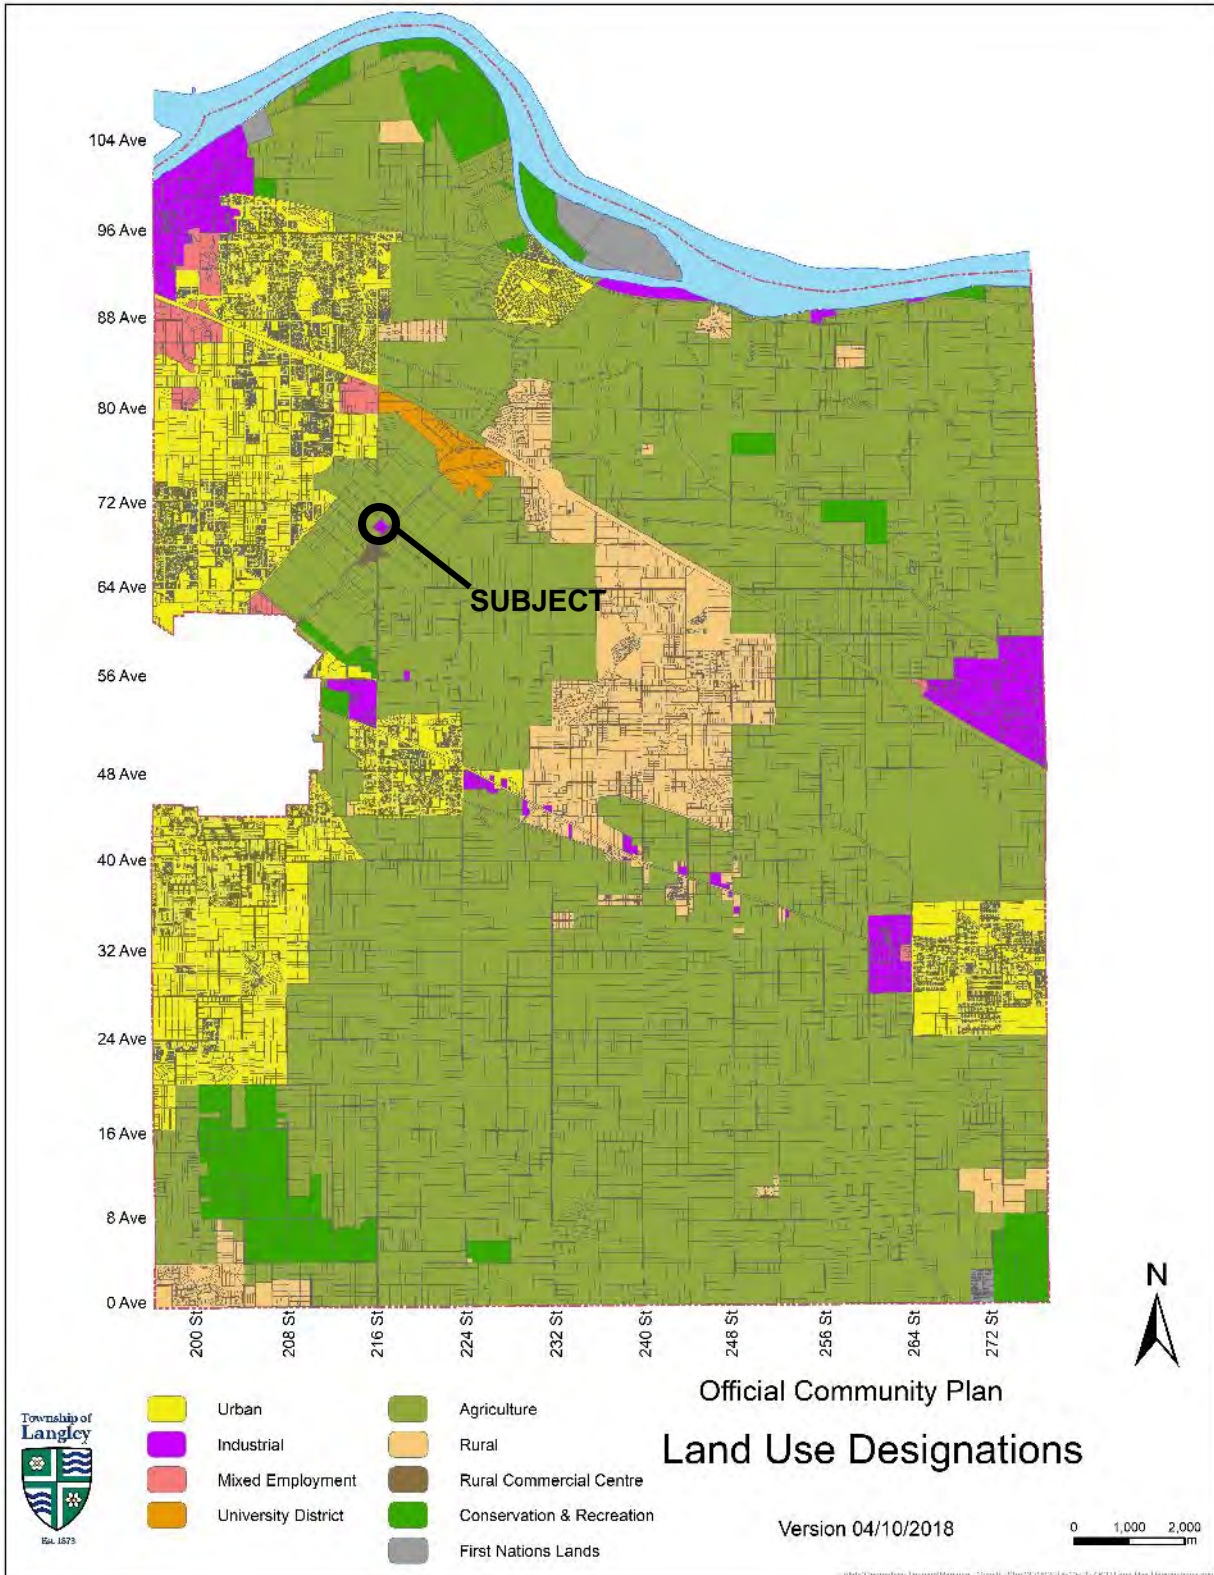 104 Ave
96 Ave
88 Ave
80 Ave
72 Ave
64 Ave
56 Ave
48 Ave
40 Ave
32 Ave
24 Ave
16 Ave
8 Ave
0 Ave
SUBJECT
200 St
208 St
216 St
224 St
232 St
240 St
248 St
256 St
264 St
272 St
N
Township of
Langley
Est. 1873
Urban
Industrial
Mixed Employment
University District
Agriculture
Rural
Rural Commercial Centre
Conservation & Recreation
First Nations Lands
Official Community Plan
Land Use Designations
Version 04/10/2018
0 1,000 2,000
m